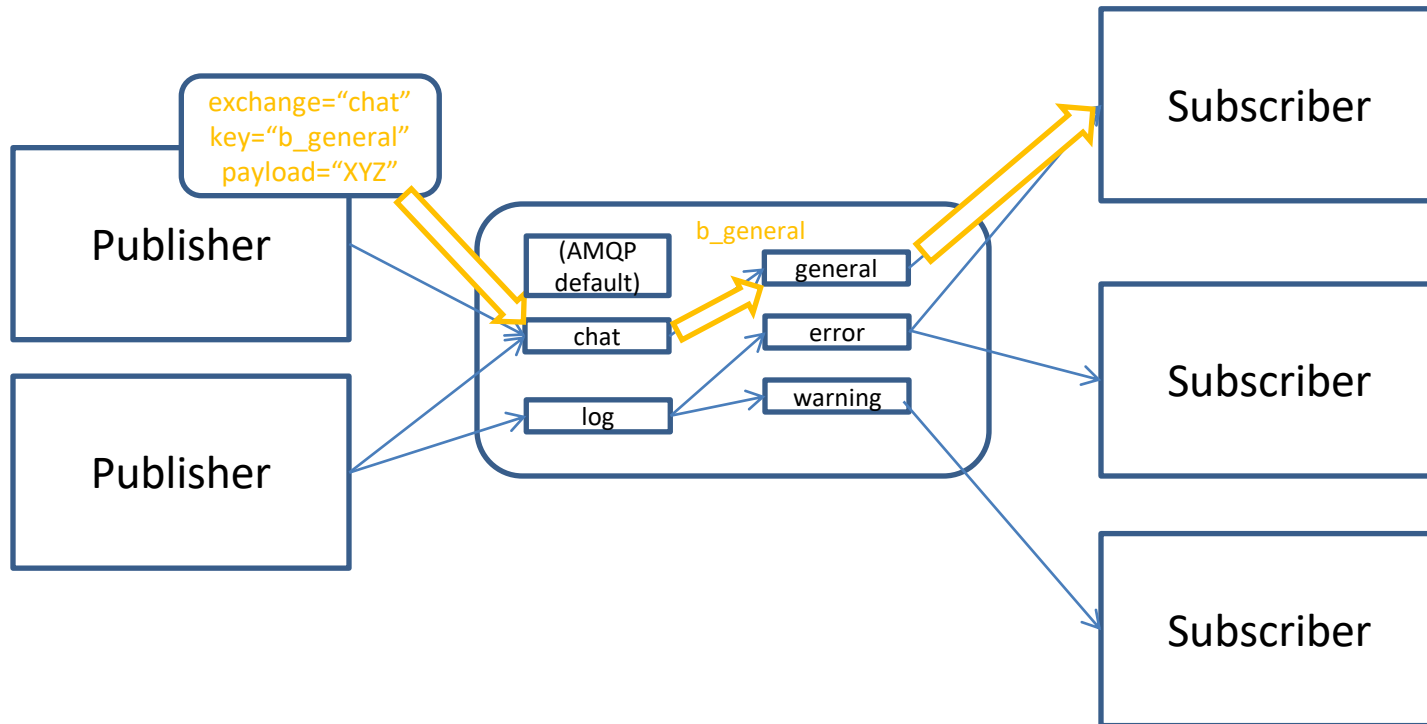 exchange=“chat”
key=“b_general”
payload=“XYZ”
Publisher
Publisher
(AMQP
default)
chat
log
b_general
general
error
warning
Subscriber
Subscriber
Subscriber